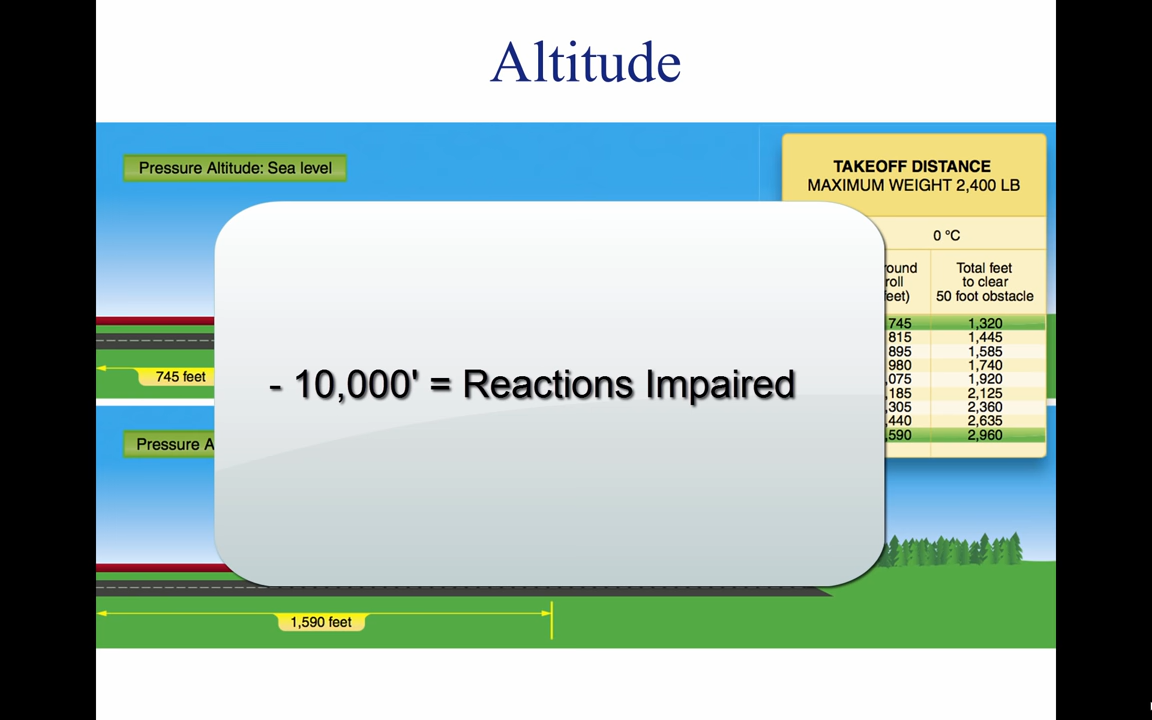 Altitude
Pressure Altitude: Sea level
TAKEOFF DISTANCE
MAXIMUM WEIGHT 2,400 LB
0 °C
Total feet
roll
to clear
50 foot obstacle
745 1,320
815 1,445
895 1,585
980 1,740
,075 1,920
,185 2,125
,305 2,360
,440 2,635
,590 2,960
745 feet
- 10,000' = Reactions Impaired
Pressure
1,590 feet